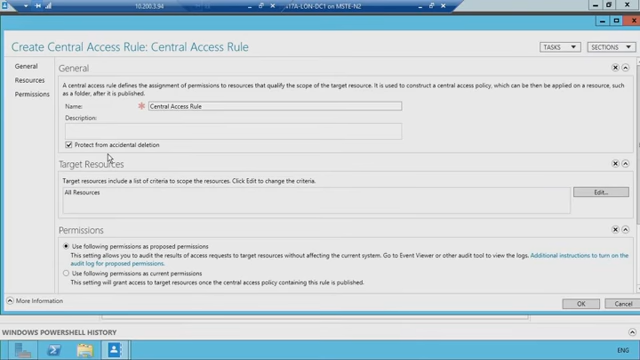 10.200.3.94
417A-LON-DC1 on MSTE-N2
Create Central Access Rule: Central Access Rule
TASKS
SECTIONS
General
Resources
Permissions
General
A central access rule defines the assignment of permissions to resources that qualify the scope of the target resource. It is used to construct a central access policy, which can then be applied on a resource, such
as a folder, after it is published.
Name:
Central Access Rule
Description:
Protect from accidental deletion
Target Resources
Target resources include a list of criteria to scope the resources. Click Edit to change the criteria.
All Resources
Edit...
Permissions
Use following permissions as proposed permissions
This setting allows you to audit the results of access requests to target resources without affecting the current system. Go to Event Viewer or other audit tool to view the logs. Additional instructions to turn on the
audit log for proposed permissions.
Use following permissions as current permissions
This setting will grant access to target resources once the central access policy containing this rule is published.
More Information
OK
Cancel
WINDOWS POWERSHELL HISTORY
ENG